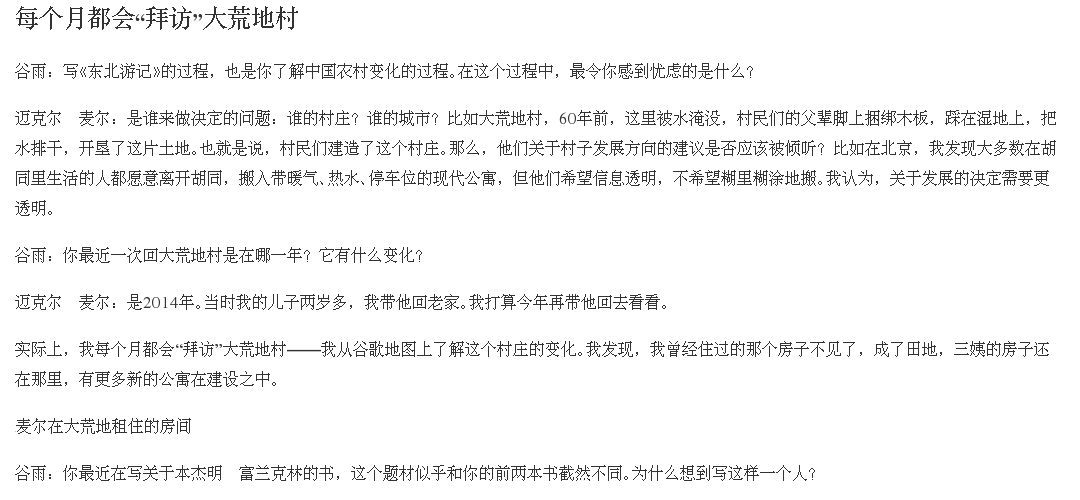 每个月都会“拜访”大荒地村
谷雨：写《东北游记》的过程，也是你了解中国农村变化的过程。在这个过程中，最令你感到忧虑的是什么？
迈克尔　麦尔：是谁来做决定的问题：谁的村庄？谁的城市？比如大荒地村，60年前，这里被水淹没，村民们的父辈脚上捆绑木板，踩在湿地上，把
水排干，开垦了这片土地。也就是说，村民们建造了这个村庄。那么，他们关于村子发展方向的建议是否应该被倾听？比如在北京，我发现大多数在胡
同里生活的人都愿意离开胡同，搬入带暖气、热水、停车位的现代公寓，但他们希望信息透明，不希望糊里糊涂地搬。我认为，关于发展的决定需要更
透明。
谷雨：你最近一次回大荒地村是在哪一年？它有什么变化？
迈克尔　麦尔：是2014年。当时我的儿子两岁多，我带他回老家。我打算今年再带他回去看看。
实际上，我每个月都会“拜访”大荒地村——我从谷歌地图上了解这个村庄的变化。我发现，我曾经住过的那个房子不见了，成了田地，三姨的房子还
在那里，有更多新的公寓在建设之中。
麦尔在大荒地租住的房间
谷雨：你最近在写关于本杰明　富兰克林的书，这个题材似乎和你的前两本书截然不同。为什么想到写这样一个人？